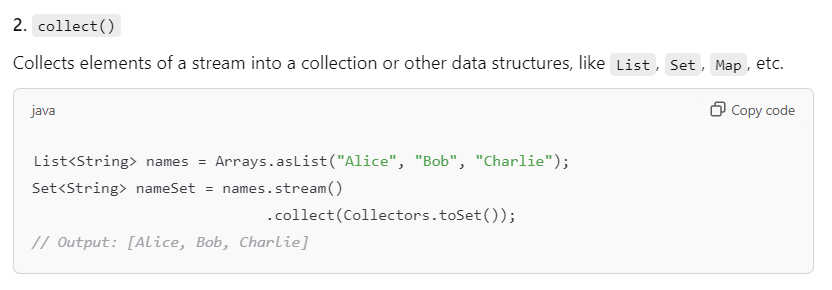 2. collect()
Collects elements of a stream into a collection or other data structures, like List, Set, Map, etc.
java
Copy code
List<String> names = Arrays.asList("Alice", "Bob", "Charlie");
Set<String> nameSet = names.stream()
.collect(Collectors.toSet());
// Output: [Alice, Bob, Charlie]